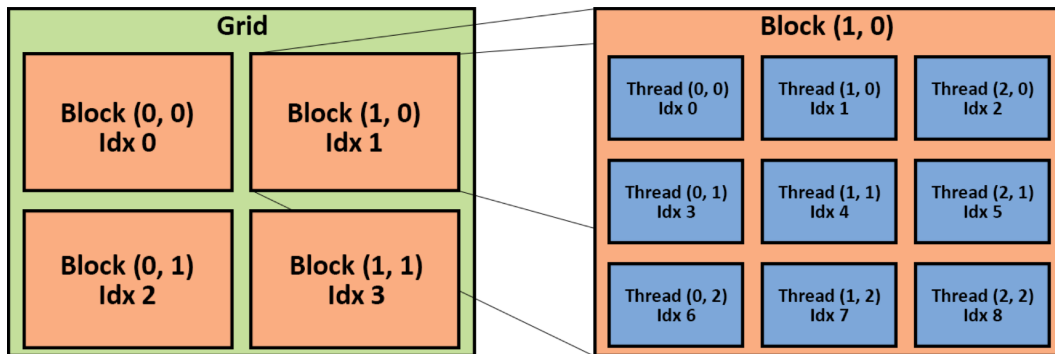 Grid
Block (0, 0)
Idx 0
Block (1, 0)
Idx 1
Block (0, 1)
Idx 2
Block (1, 1)
Idx 3
Block (1, 0)
Thread (0, 0)
Idx 0
Thread (1, 0)
Idx 1
Thread (2, 0)
Idx 2
Thread (0, 1)
Idx 3
Thread (1, 1)
Idx 4
Thread (2, 1)
Idx 5
Thread (0, 2)
Idx 6
Thread (1, 2)
Idx 7
Thread (2, 2)
Idx 8